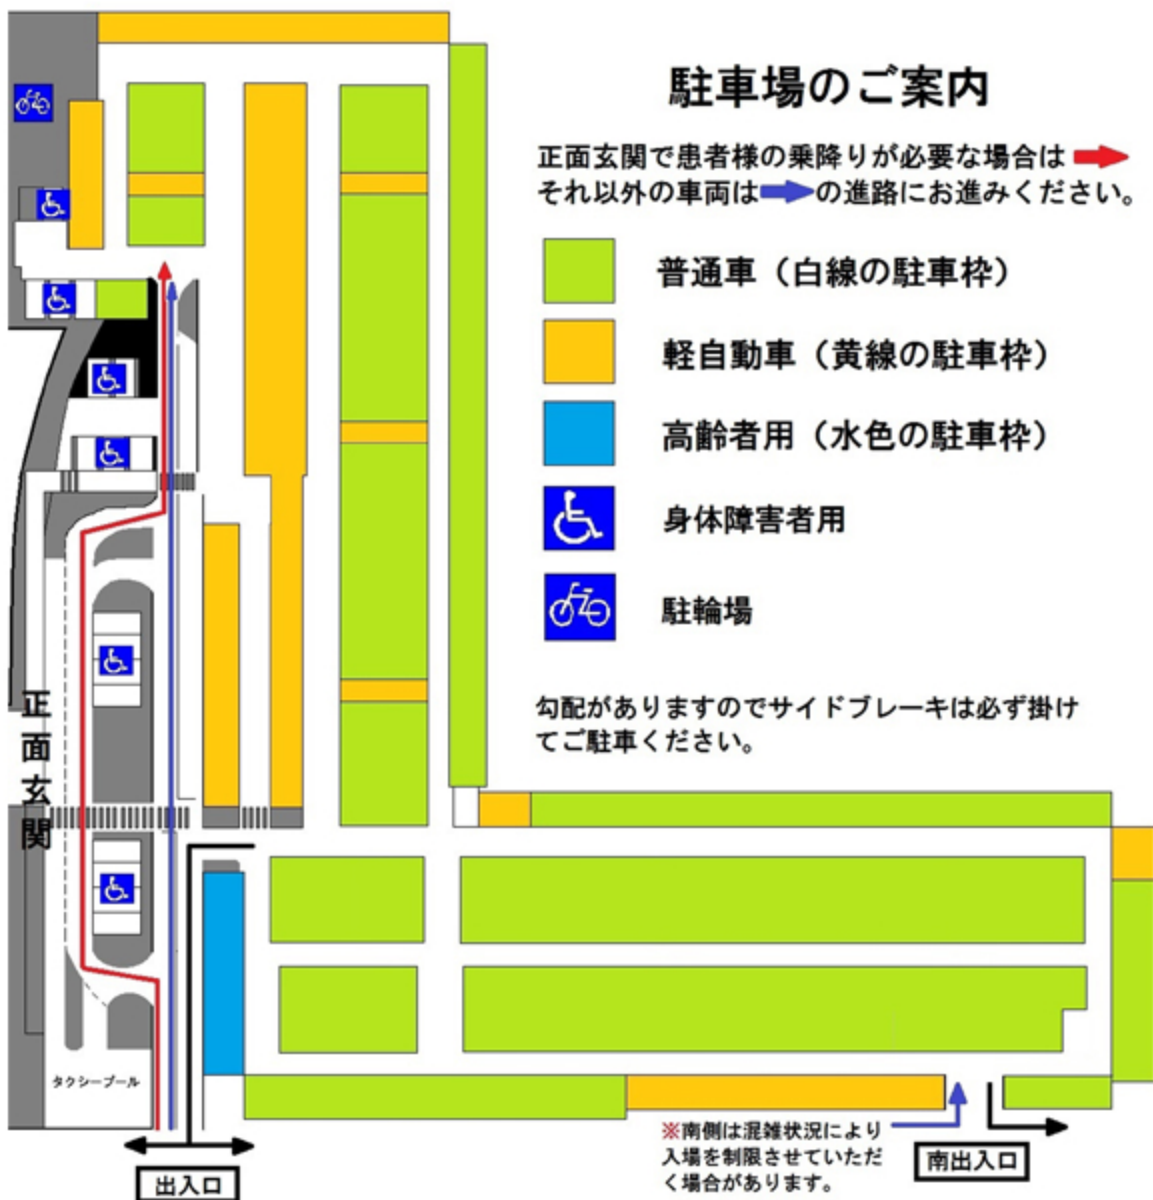 駐車場のご案内
正面玄関で患者様の乗降りが必要な場合は
それ以外の車両は の進路にお進みください。
普通車（白線の駐車枠）
軽自動車（黄線の駐車枠）
高齢者用（水色の駐車枠）
身体障害者用
駐輪場
勾配がありますのでサイドブレーキは必ず掛け
てご駐車ください。
正面玄関
タクシープール
出入口
※南側は混雑状況により
入場を制限させていただ
く場合があります。
南出入口